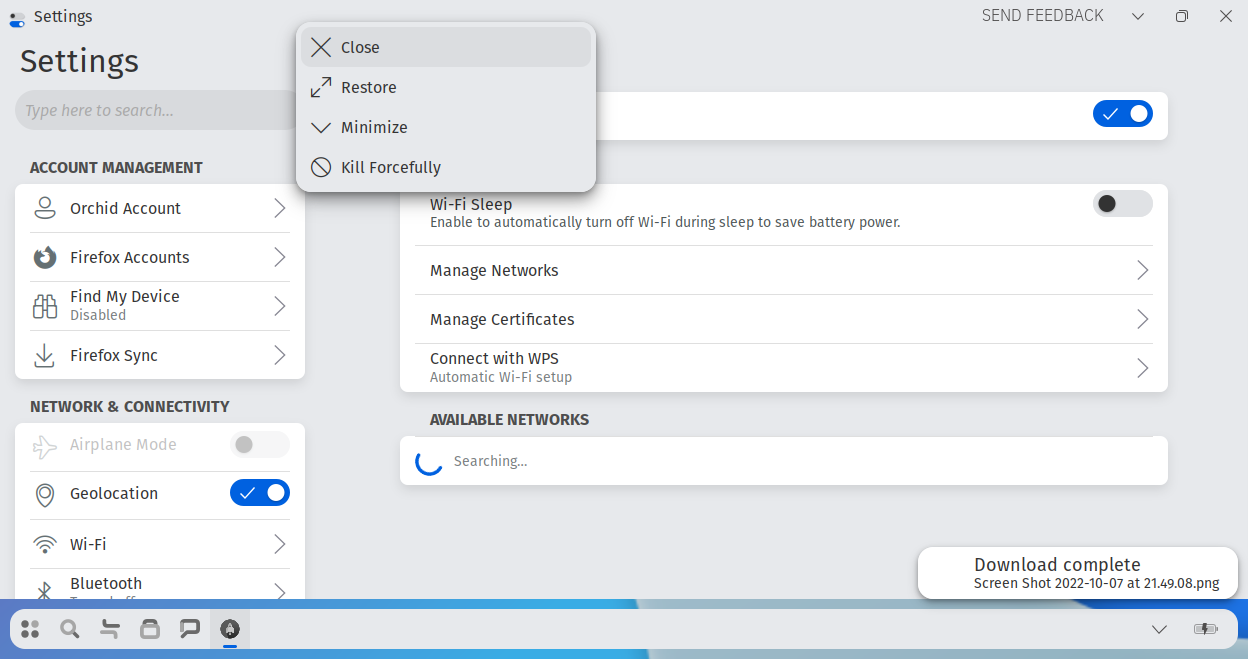 Settings
SEND FEEDBACK
Settings
Type here to search...
Close
Restore
Minimize
Kill Forcefully
ACCOUNT MANAGEMENT
Orchid Account
Firefox Accounts
Find My Device
Disabled
Firefox Sync
NETWORK & CONNECTIVITY
Airplane Mode
Geolocation
Wi-Fi
Bluetooth
Wi-Fi Sleep
Enable to automatically turn off Wi-Fi during sleep to save battery power.
Manage Networks
Manage Certificates
Connect with WPS
Automatic Wi-Fi setup
AVAILABLE NETWORKS
Searching...
Download complete
Screen Shot 2022-10-07 at 21.49.08.png